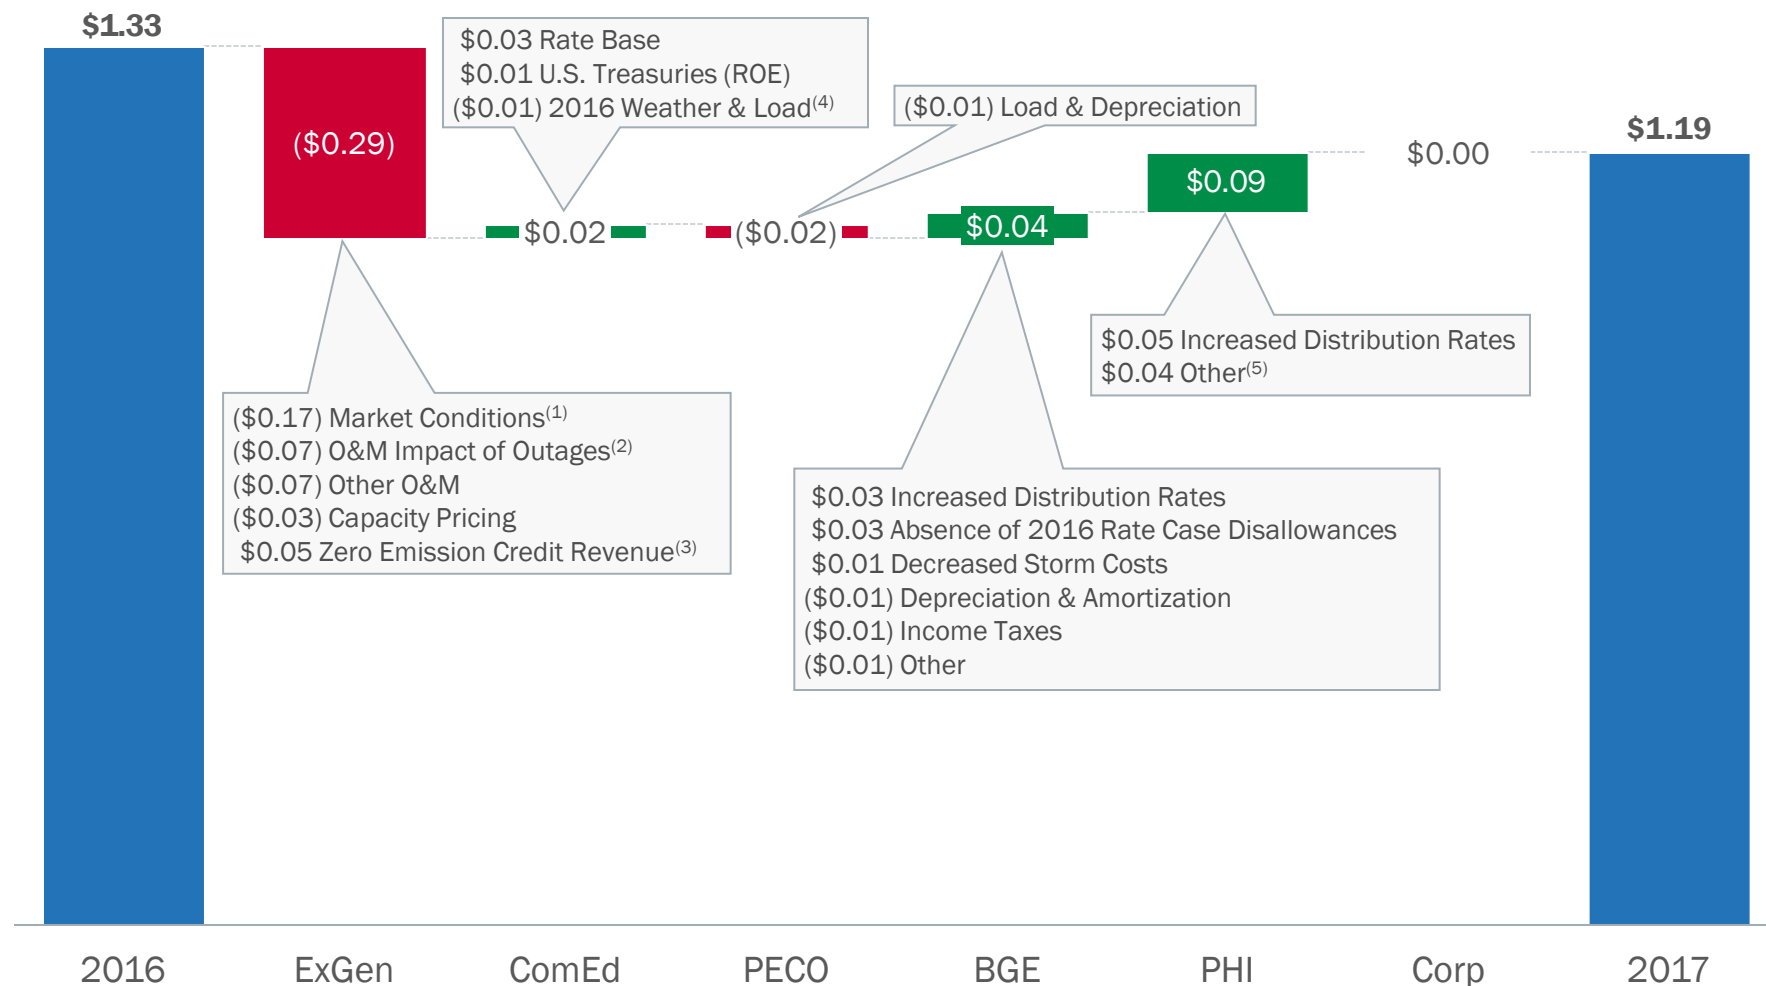 $1.33
($0.29)
$0.03 Rate Base
$0.01 U.S. Treasuries (ROE)
($0.01) 2016 Weather & Load(4)
($0.01) Load & Depreciation
$0.02
($0.02)
$0.04
$0.09
$0.00
$1.19
($0.17) Market Conditions(1)
($0.07) O&M Impact of Outages(2)
($0.07) Other O&M
($0.03) Capacity Pricing
$0.05 Zero Emission Credit Revenue(3)
$0.03 Increased Distribution Rates
$0.03 Absence of 2016 Rate Case Disallowances
$0.01 Decreased Storm Costs
($0.01) Depreciation & Amortization
($0.01) Income Taxes
($0.01) Other
$0.05 Increased Distribution Rates
$0.04 Other(5)
2016 ExGen ComEd PECO BGE PHI Corp 2017